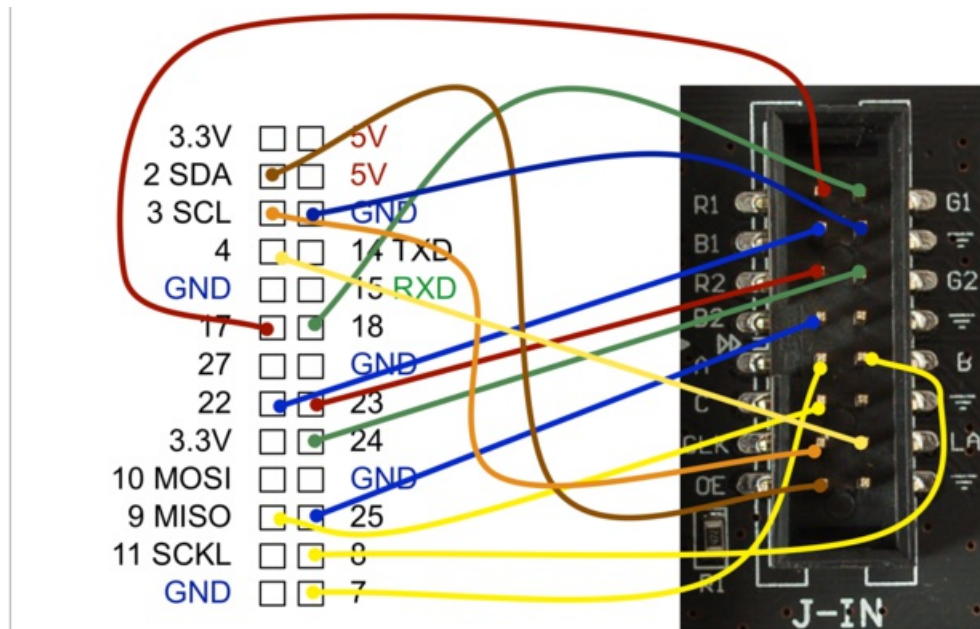 3.3V 5V
2 SDA 5V
3 SCL GND
4 14 TXD
GND 15 RXD
17 18
27 GND
22 23
3.3V 24
10 MOSI GND
9 MISO 25
11 SCKL 8
GND 7
R1 G1
B1
R2 G2
B2
A B
C
CLK LA
OE
R1
J-IN